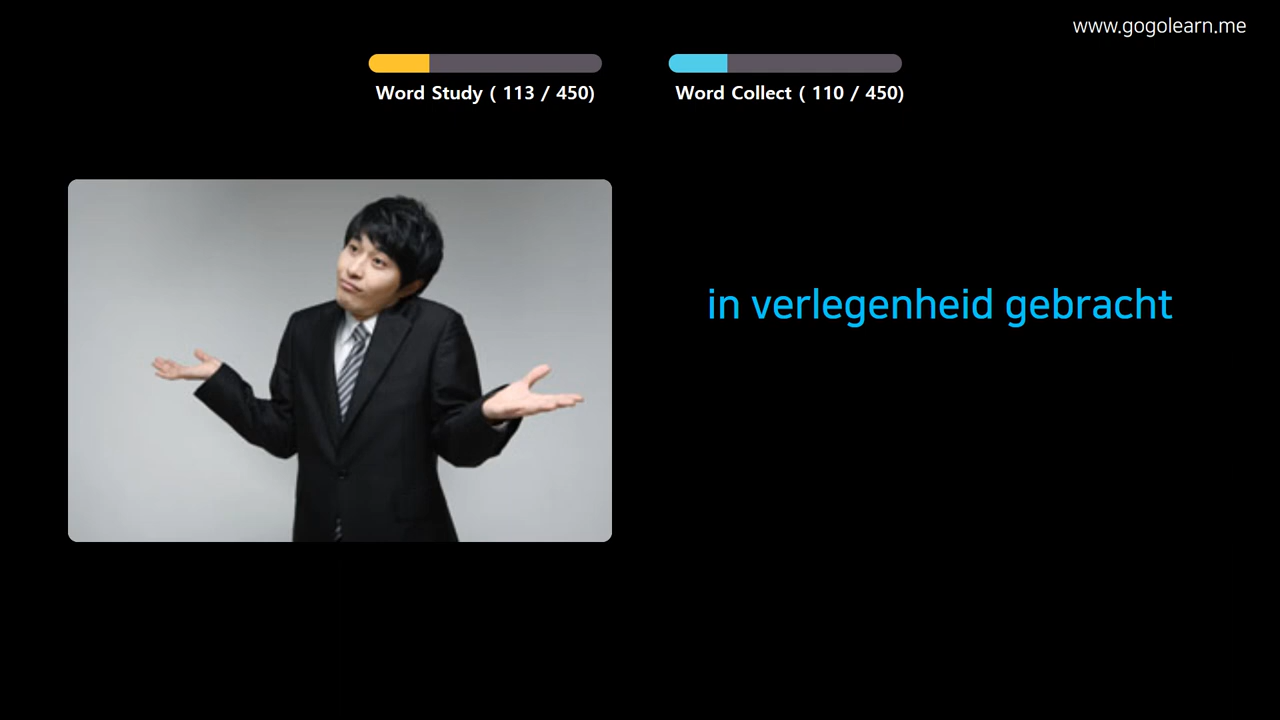 www.gogolearn.me
Word Study ( 113 / 450)
Word Collect ( 110 / 450)
in verlegenheid gebracht